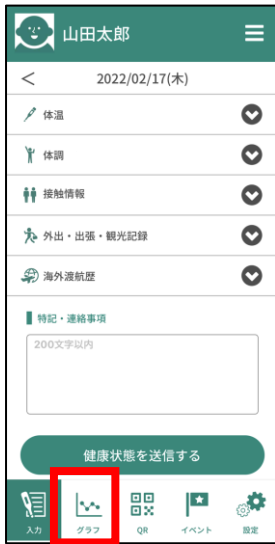 山田太郎
< 2022/02/17(木)
体温
体調
接触情報
外出・出張・観光記録
海外渡航歴
特記・連絡事項
200文字以内
健康状態を送信する
入力 グラフ QR イベント 設定